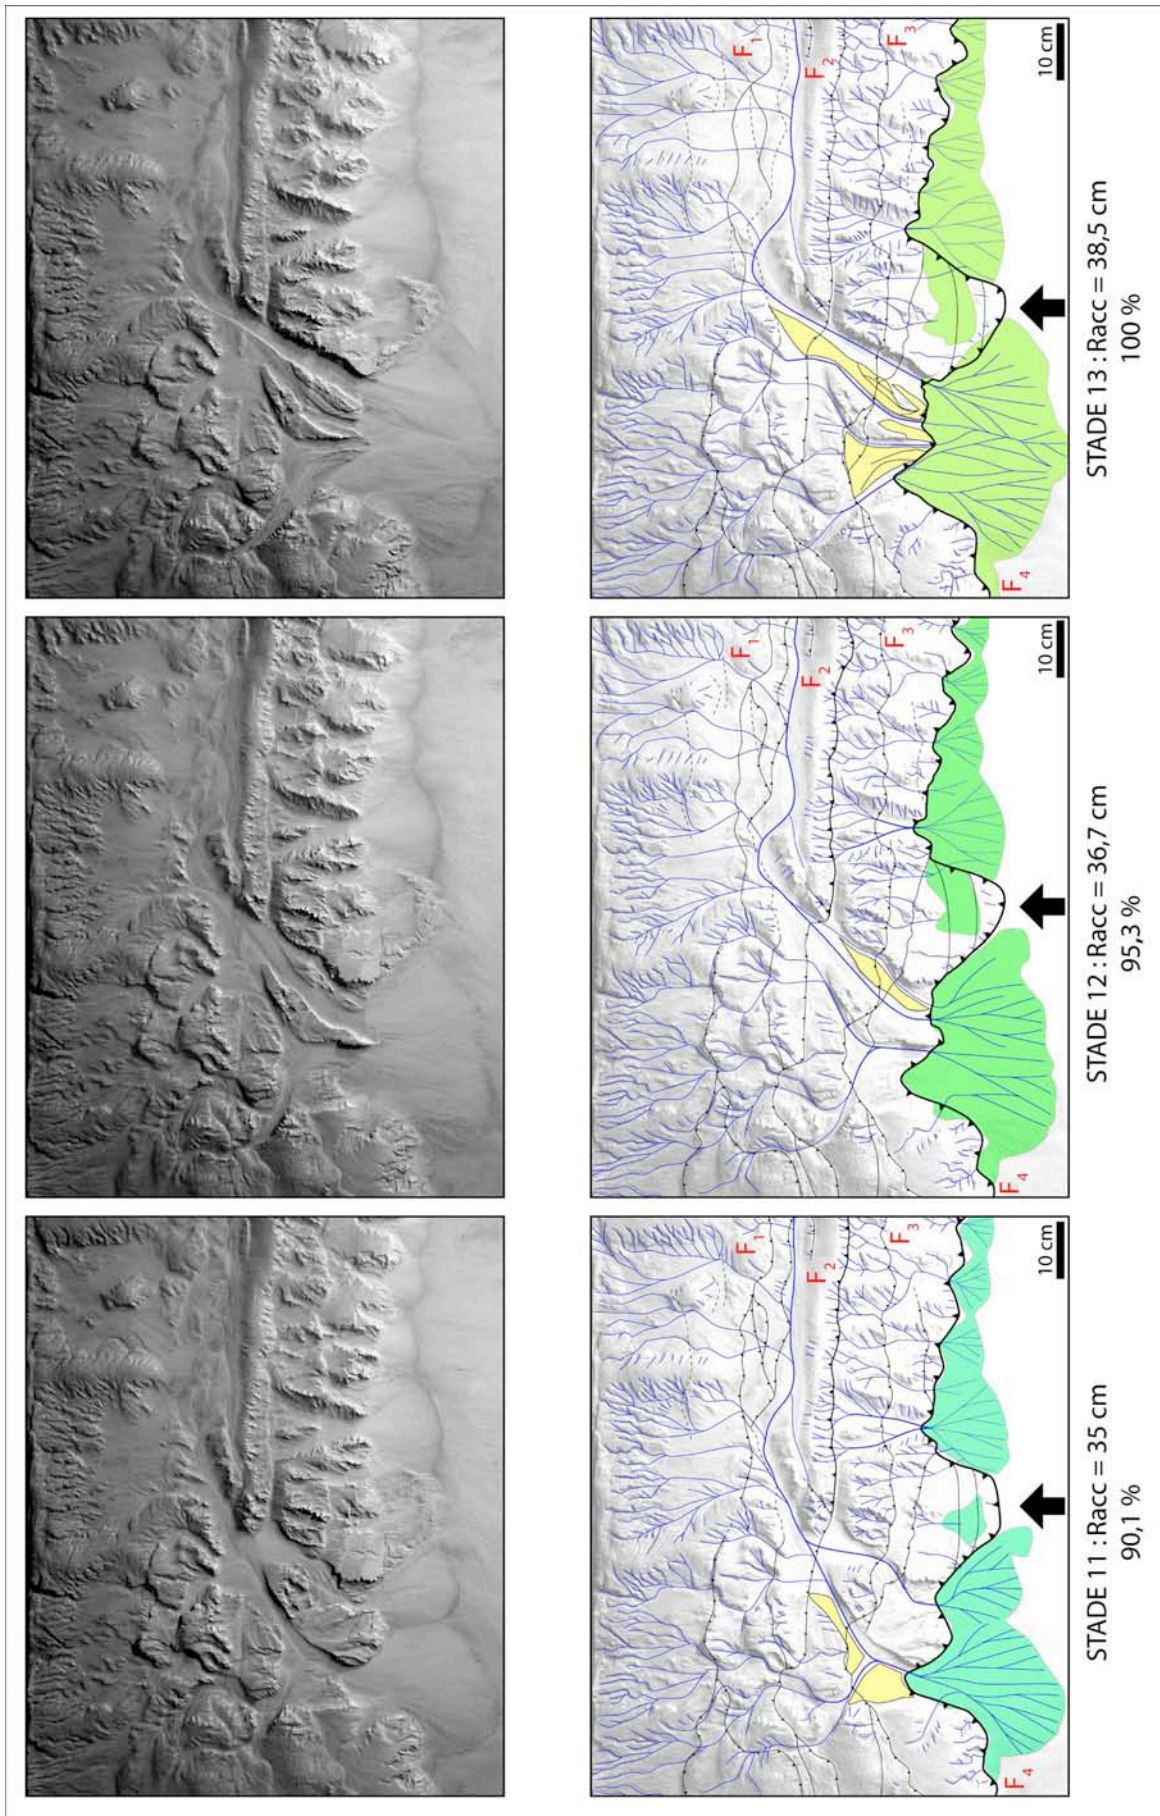 F1
F2
F3
F4
10 cm
STADE 11 : Racc = 35 cm
90,1 %
F1
F2
F3
F4
10 cm
STADE 12 : Racc = 36,7 cm
95,3 %
F1
F2
F3
F4
10 cm
STADE 13 : Racc = 38,5 cm
100 %